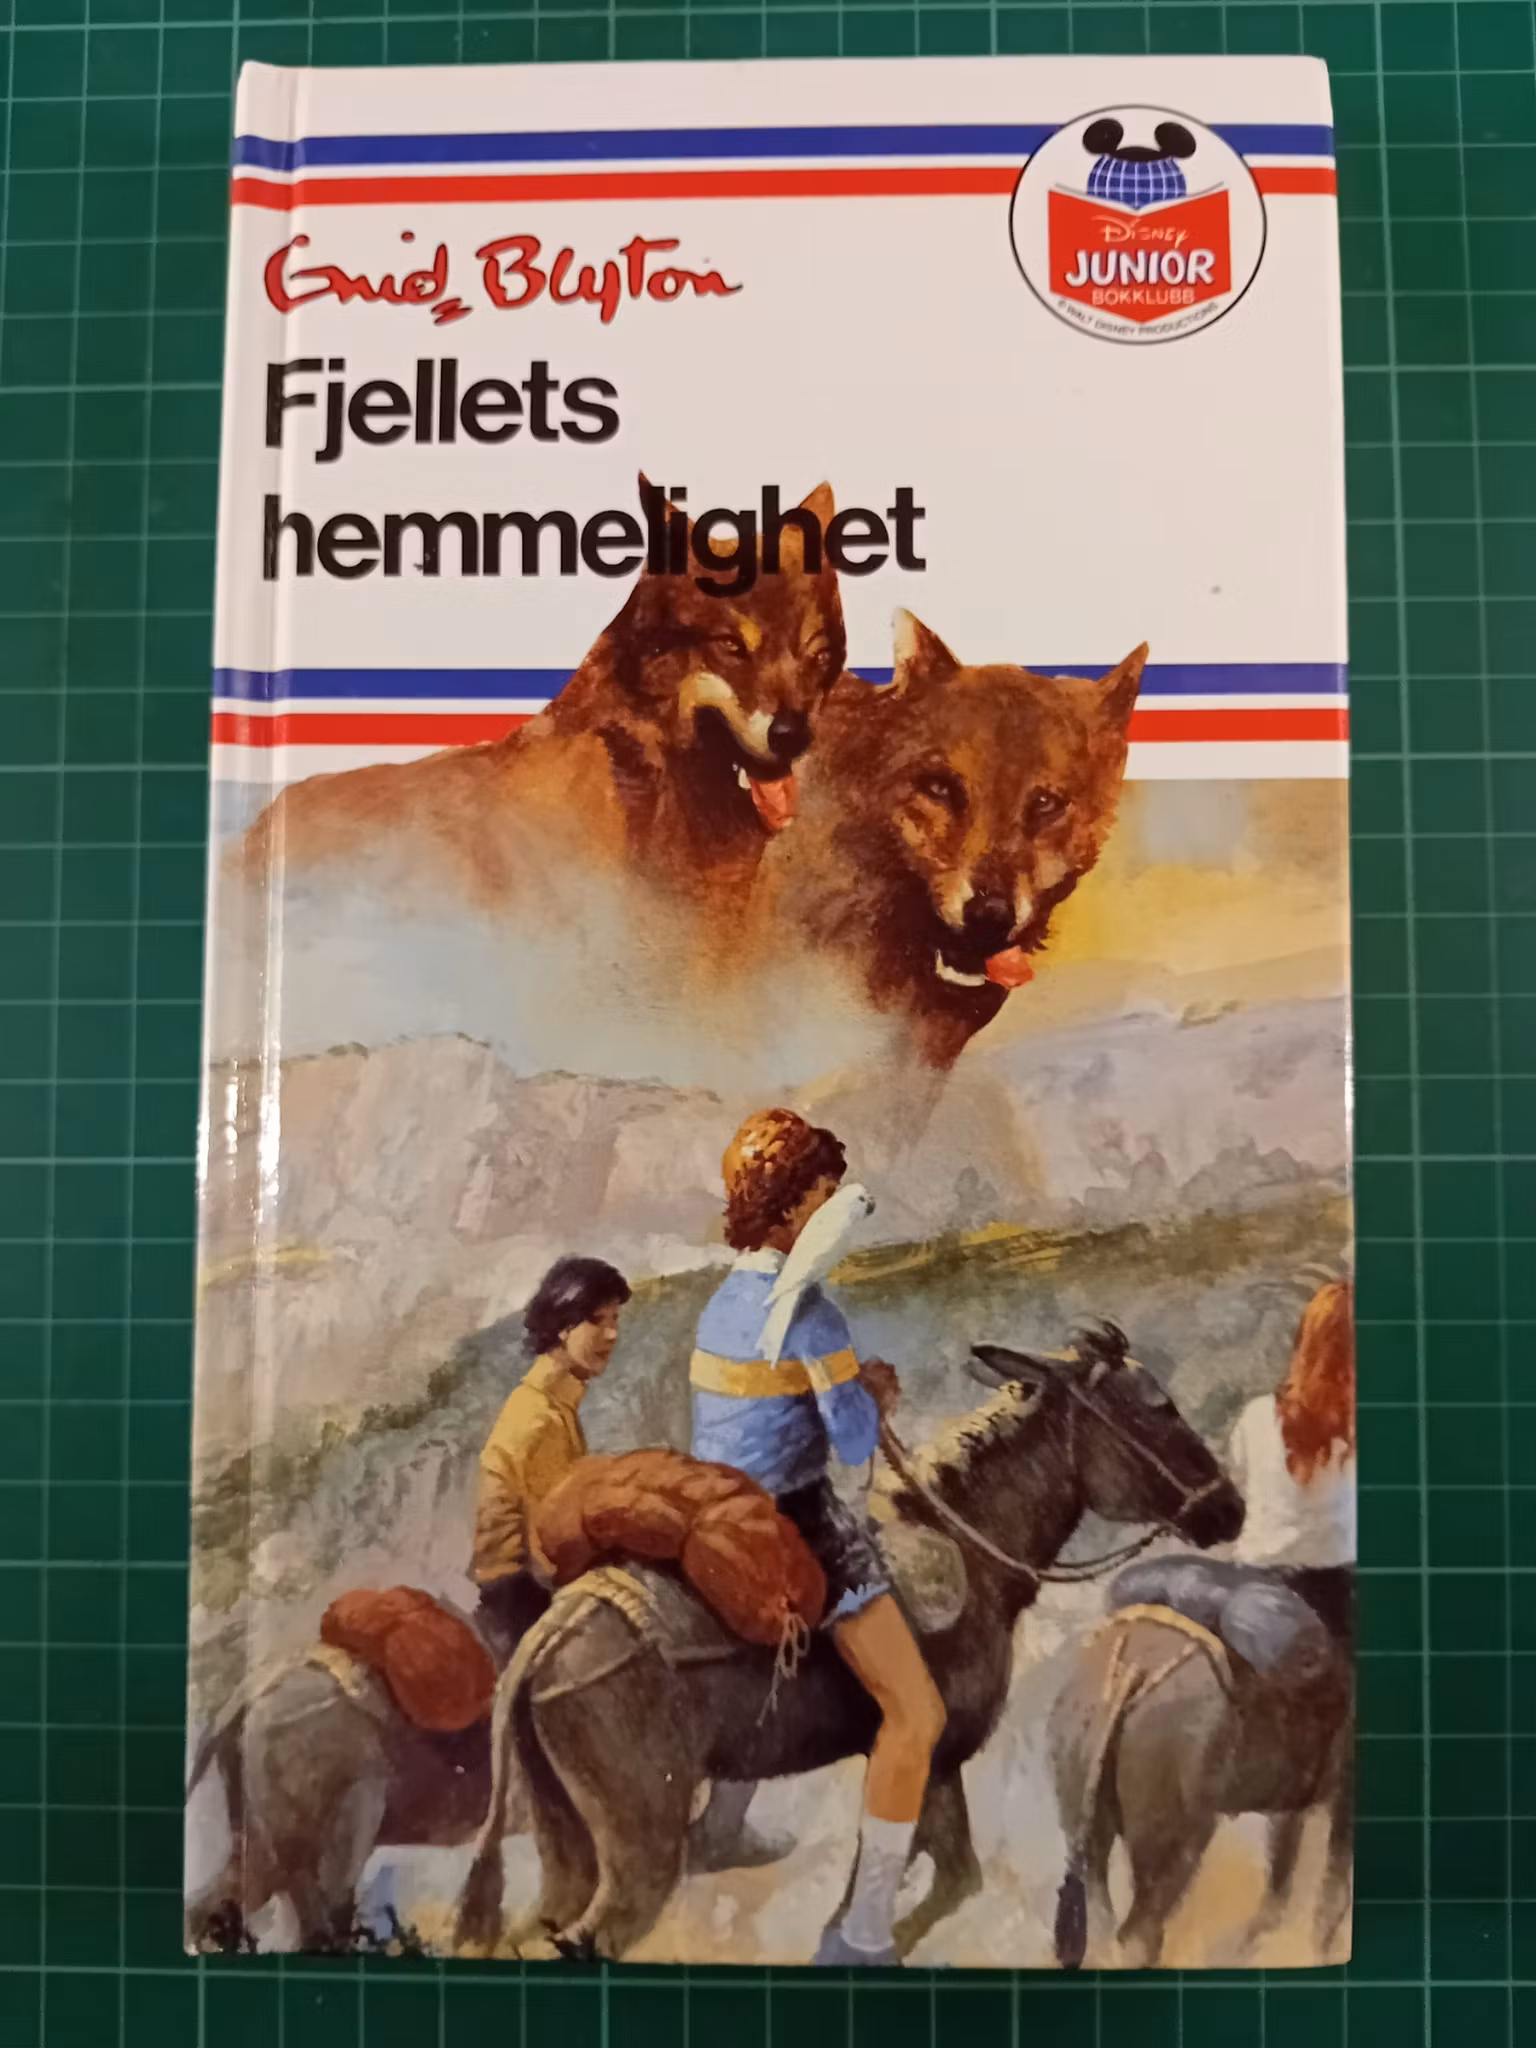 Enid Blyton
Fjellets
hemmelighet
Disney
JUNIOR
BOKKLUBB
© WALT DISNEY PRODUCTIONS